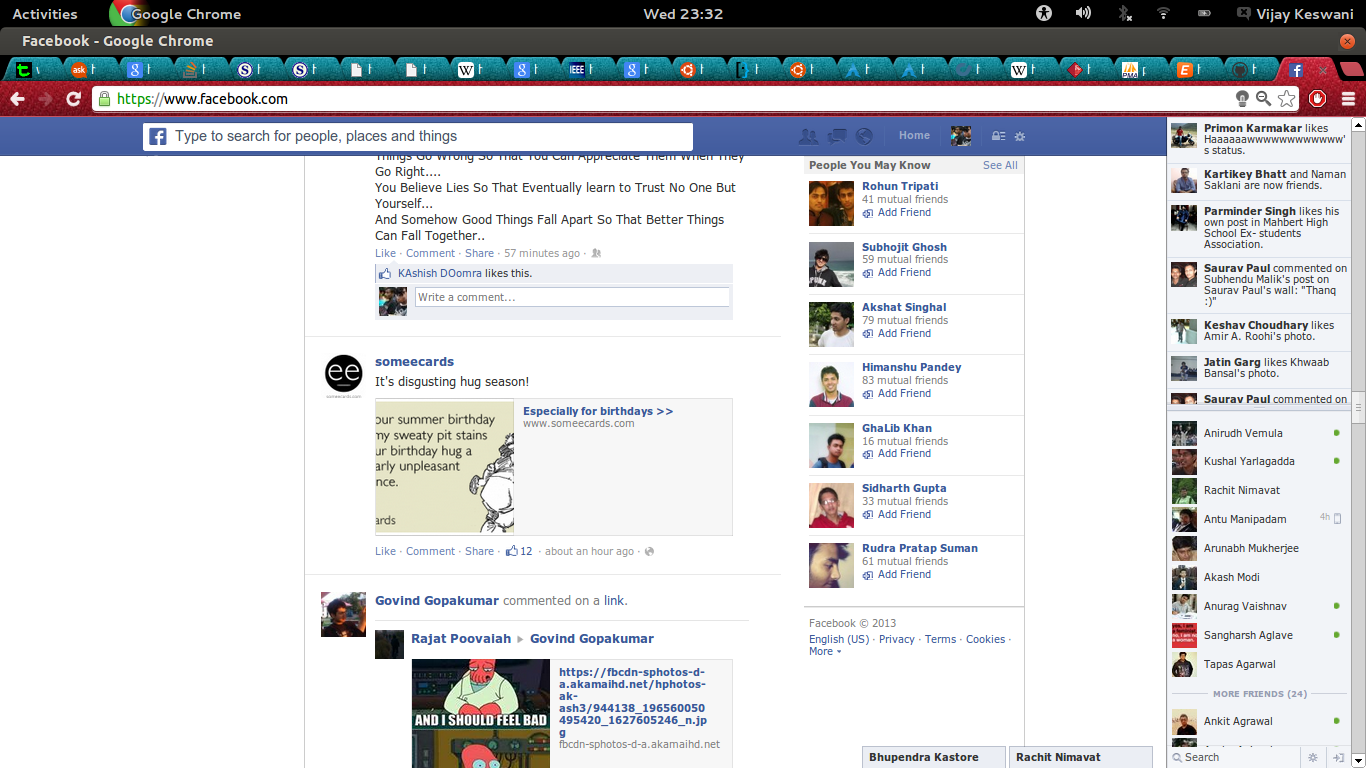 Activities
Google Chrome
Wed 23:32
Vijay Keswani
Facebook - Google Chrome
https://www.facebook.com
Type to search for people, places and things
Home
Things Go Wrong So That You Can Appreciate Them When They
Go Right....
You Believe Lies So That Eventually learn to Trust No One But
Yourself...
And Somehow Good Things Fall Apart So That Better Things
Can Fall Together..
Like · Comment · Share · 57 minutes ago ·
KAshish DOomra likes this.
Write a comment...
someecards
It's disgusting hug season!
our summer birthday
my sweaty pit stains
ur birthday hug a
arly unpleasant
nce.
ards
Especially for birthdays >>
www.someecards.com
Like · Comment · Share · 12 · about an hour ago ·
Govind Gopakumar commented on a link.
Rajat Poovaiah ▸ Govind Gopakumar
AND I SHOULD FEEL BAD
https://fbcdn-sphotos-d-
a.akamaihd.net/hphotos-
ak-
ash3/944138_196560050
495420_1627605246_n.jp
g
fbcdn-sphotos-d-a.akamaihd.net
People You May Know
See All
Rohun Tripati
41 mutual friends
Add Friend
Subhojit Ghosh
59 mutual friends
Add Friend
Akshat Singhal
79 mutual friends
Add Friend
Himanshu Pandey
83 mutual friends
Add Friend
GhaLib Khan
16 mutual friends
Add Friend
Sidharth Gupta
33 mutual friends
Add Friend
Rudra Pratap Suman
61 mutual friends
Add Friend
Facebook © 2013
English (US) · Privacy · Terms · Cookies ·
More
Primon Karmakar likes
Haaaaaawwwwwwwwwwww'
's status.
Kartikey Bhatt and Naman
Saklani are now friends.
Parminder Singh likes his
own post in Mahbert High
School Ex- students
Association.
Saurav Paul commented on
Subhendu Malik's post on
Saurav Paul's wall: "Thanq
:)"
Keshav Choudhary likes
Amir A. Roohi's photo.
Jatin Garg likes Khwaab
Bansal's photo.
Saurav Paul commented on
Anirudh Vemula
Kushal Yarlagadda
Rachit Nimavat
Antu Manipadam 4h
Arunabh Mukherjee
Akash Modi
Anurag Vaishnav
Sangharsh Aglave
Tapas Agarwal
MORE FRIENDS (24)
Ankit Agrawal
Search
Bhupendra Kastore
Rachit Nimavat